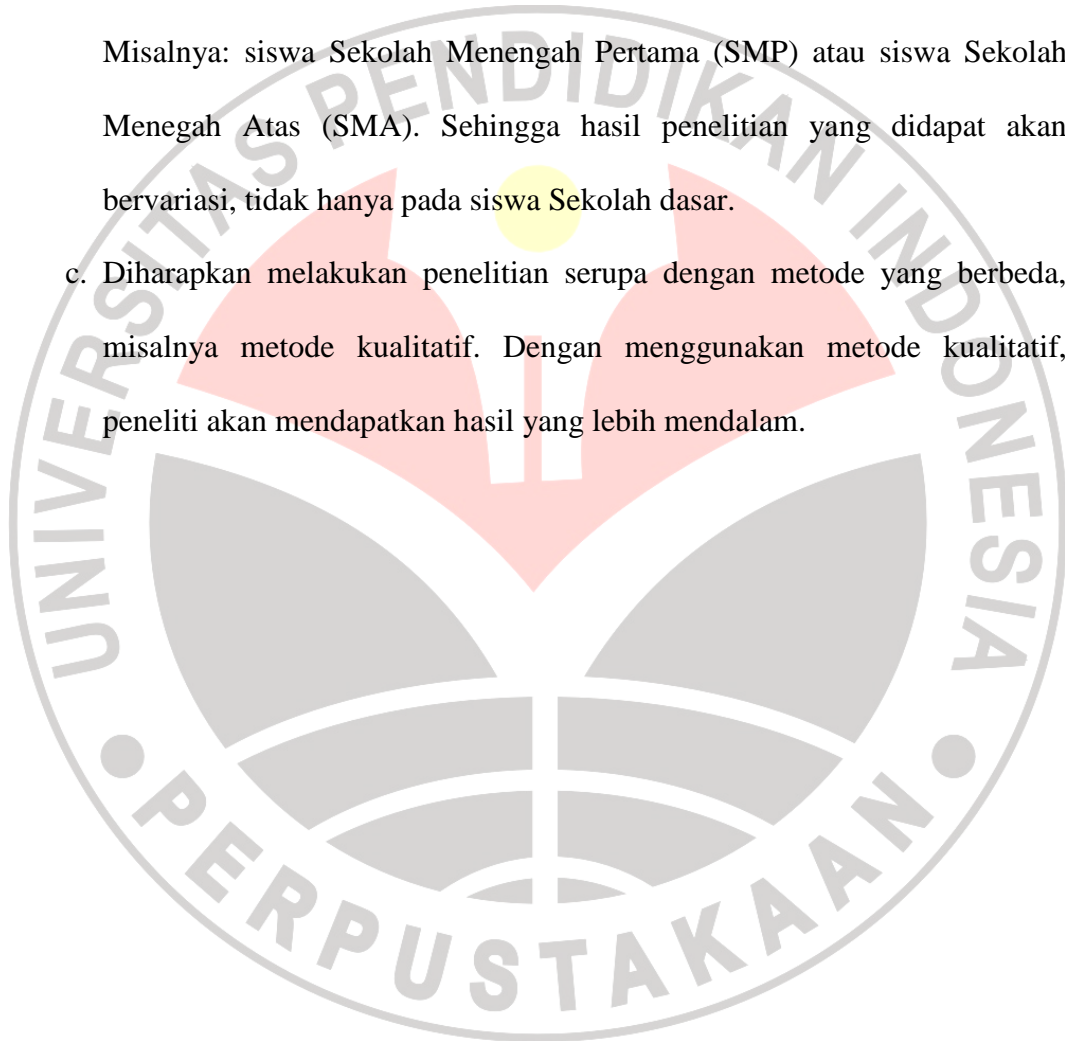 Misalnya: siswa Sekolah Menengah Pertama (SMP) atau siswa Sekolah
Menegah Atas (SMA). Sehingga hasil penelitian yang didapat akan
bervariasi, tidak hanya pada siswa Sekolah dasar.
c. Diharapkan melakukan penelitian serupa dengan metode yang berbeda,
misalnya metode kualitatif. Dengan menggunakan metode kualitatif,
peneliti akan mendapatkan hasil yang lebih mendalam.
UNIVERSITAS PENDIDIKAN INDONESIA
PERPUSTAKAAN